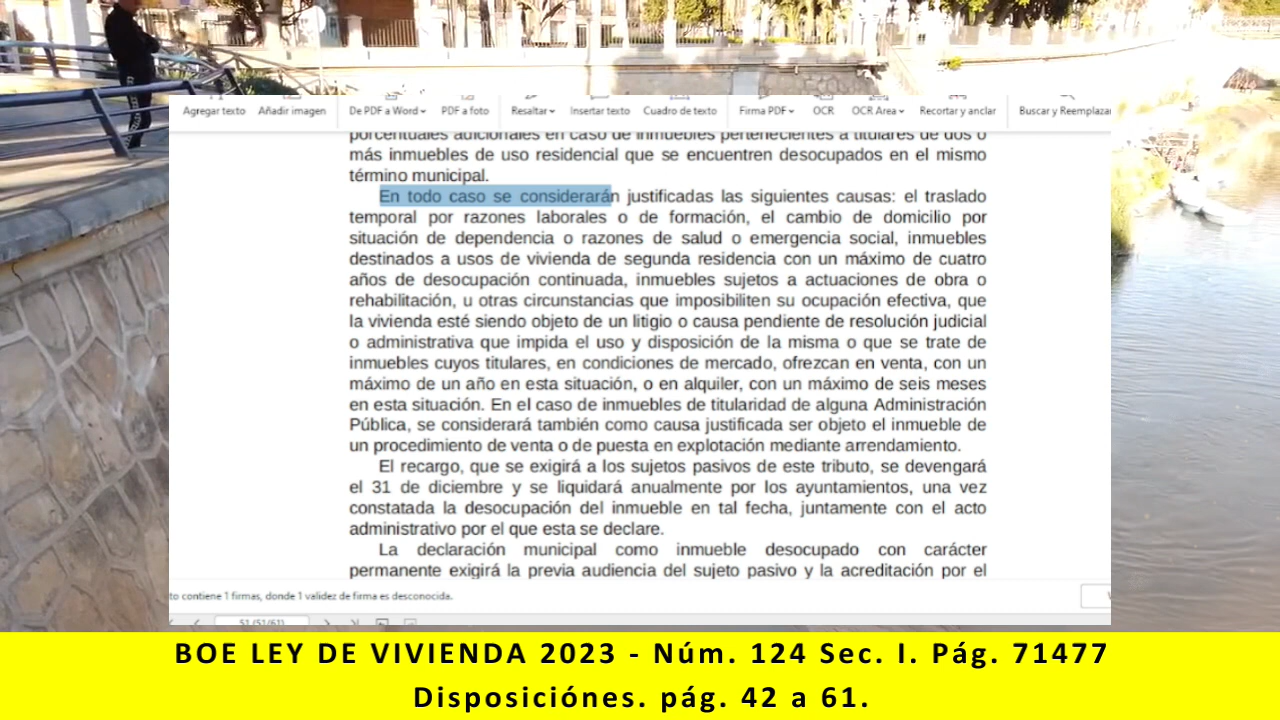 Agregar texto Añadir imagen De PDF a Word PDF a foto Resaltar Insertar texto Cuadro de texto Firma PDF OCR OCR Area Recortar y anclar Buscar y Reemplaza
porcentuales adicionales en caso de inmuebles pertenecientes a titulares de dos o
más inmuebles de uso residencial que se encuentren desocupados en el mismo
término municipal.
En todo caso se considerarán justificadas las siguientes causas: el traslado
temporal por razones laborales o de formación, el cambio de domicilio por
situación de dependencia o razones de salud o emergencia social, inmuebles
destinados a usos de vivienda de segunda residencia con un máximo de cuatro
años de desocupación continuada, inmuebles sujetos a actuaciones de obra o
rehabilitación, u otras circunstancias que imposibiliten su ocupación efectiva, que
la vivienda esté siendo objeto de un litigio o causa pendiente de resolución judicial
o administrativa que impida el uso y disposición de la misma o que se trate de
inmuebles cuyos titulares, en condiciones de mercado, ofrezcan en venta, con un
máximo de un año en esta situación, o en alquiler, con un máximo de seis meses
en esta situación. En el caso de inmuebles de titularidad de alguna Administración
Pública, se considerará también como causa justificada ser objeto el inmueble de
un procedimiento de venta o de puesta en explotación mediante arrendamiento.
El recargo, que se exigirá a los sujetos pasivos de este tributo, se devengará
el 31 de diciembre y se liquidará anualmente por los ayuntamientos, una vez
constatada la desocupación del inmueble en tal fecha, juntamente con el acto
administrativo por el que esta se declare.
La declaración municipal como inmueble desocupado con carácter
permanente exigirá la previa audiencia del sujeto pasivo y la acreditación por el
to contiene 1 firmas, donde 1 validez de firma es desconocida.
51 (51/61)
BOE LEY DE VIVIENDA 2023 - Núm. 124 Sec. I. Pág. 71477
Disposiciónes. pág. 42 a 61.